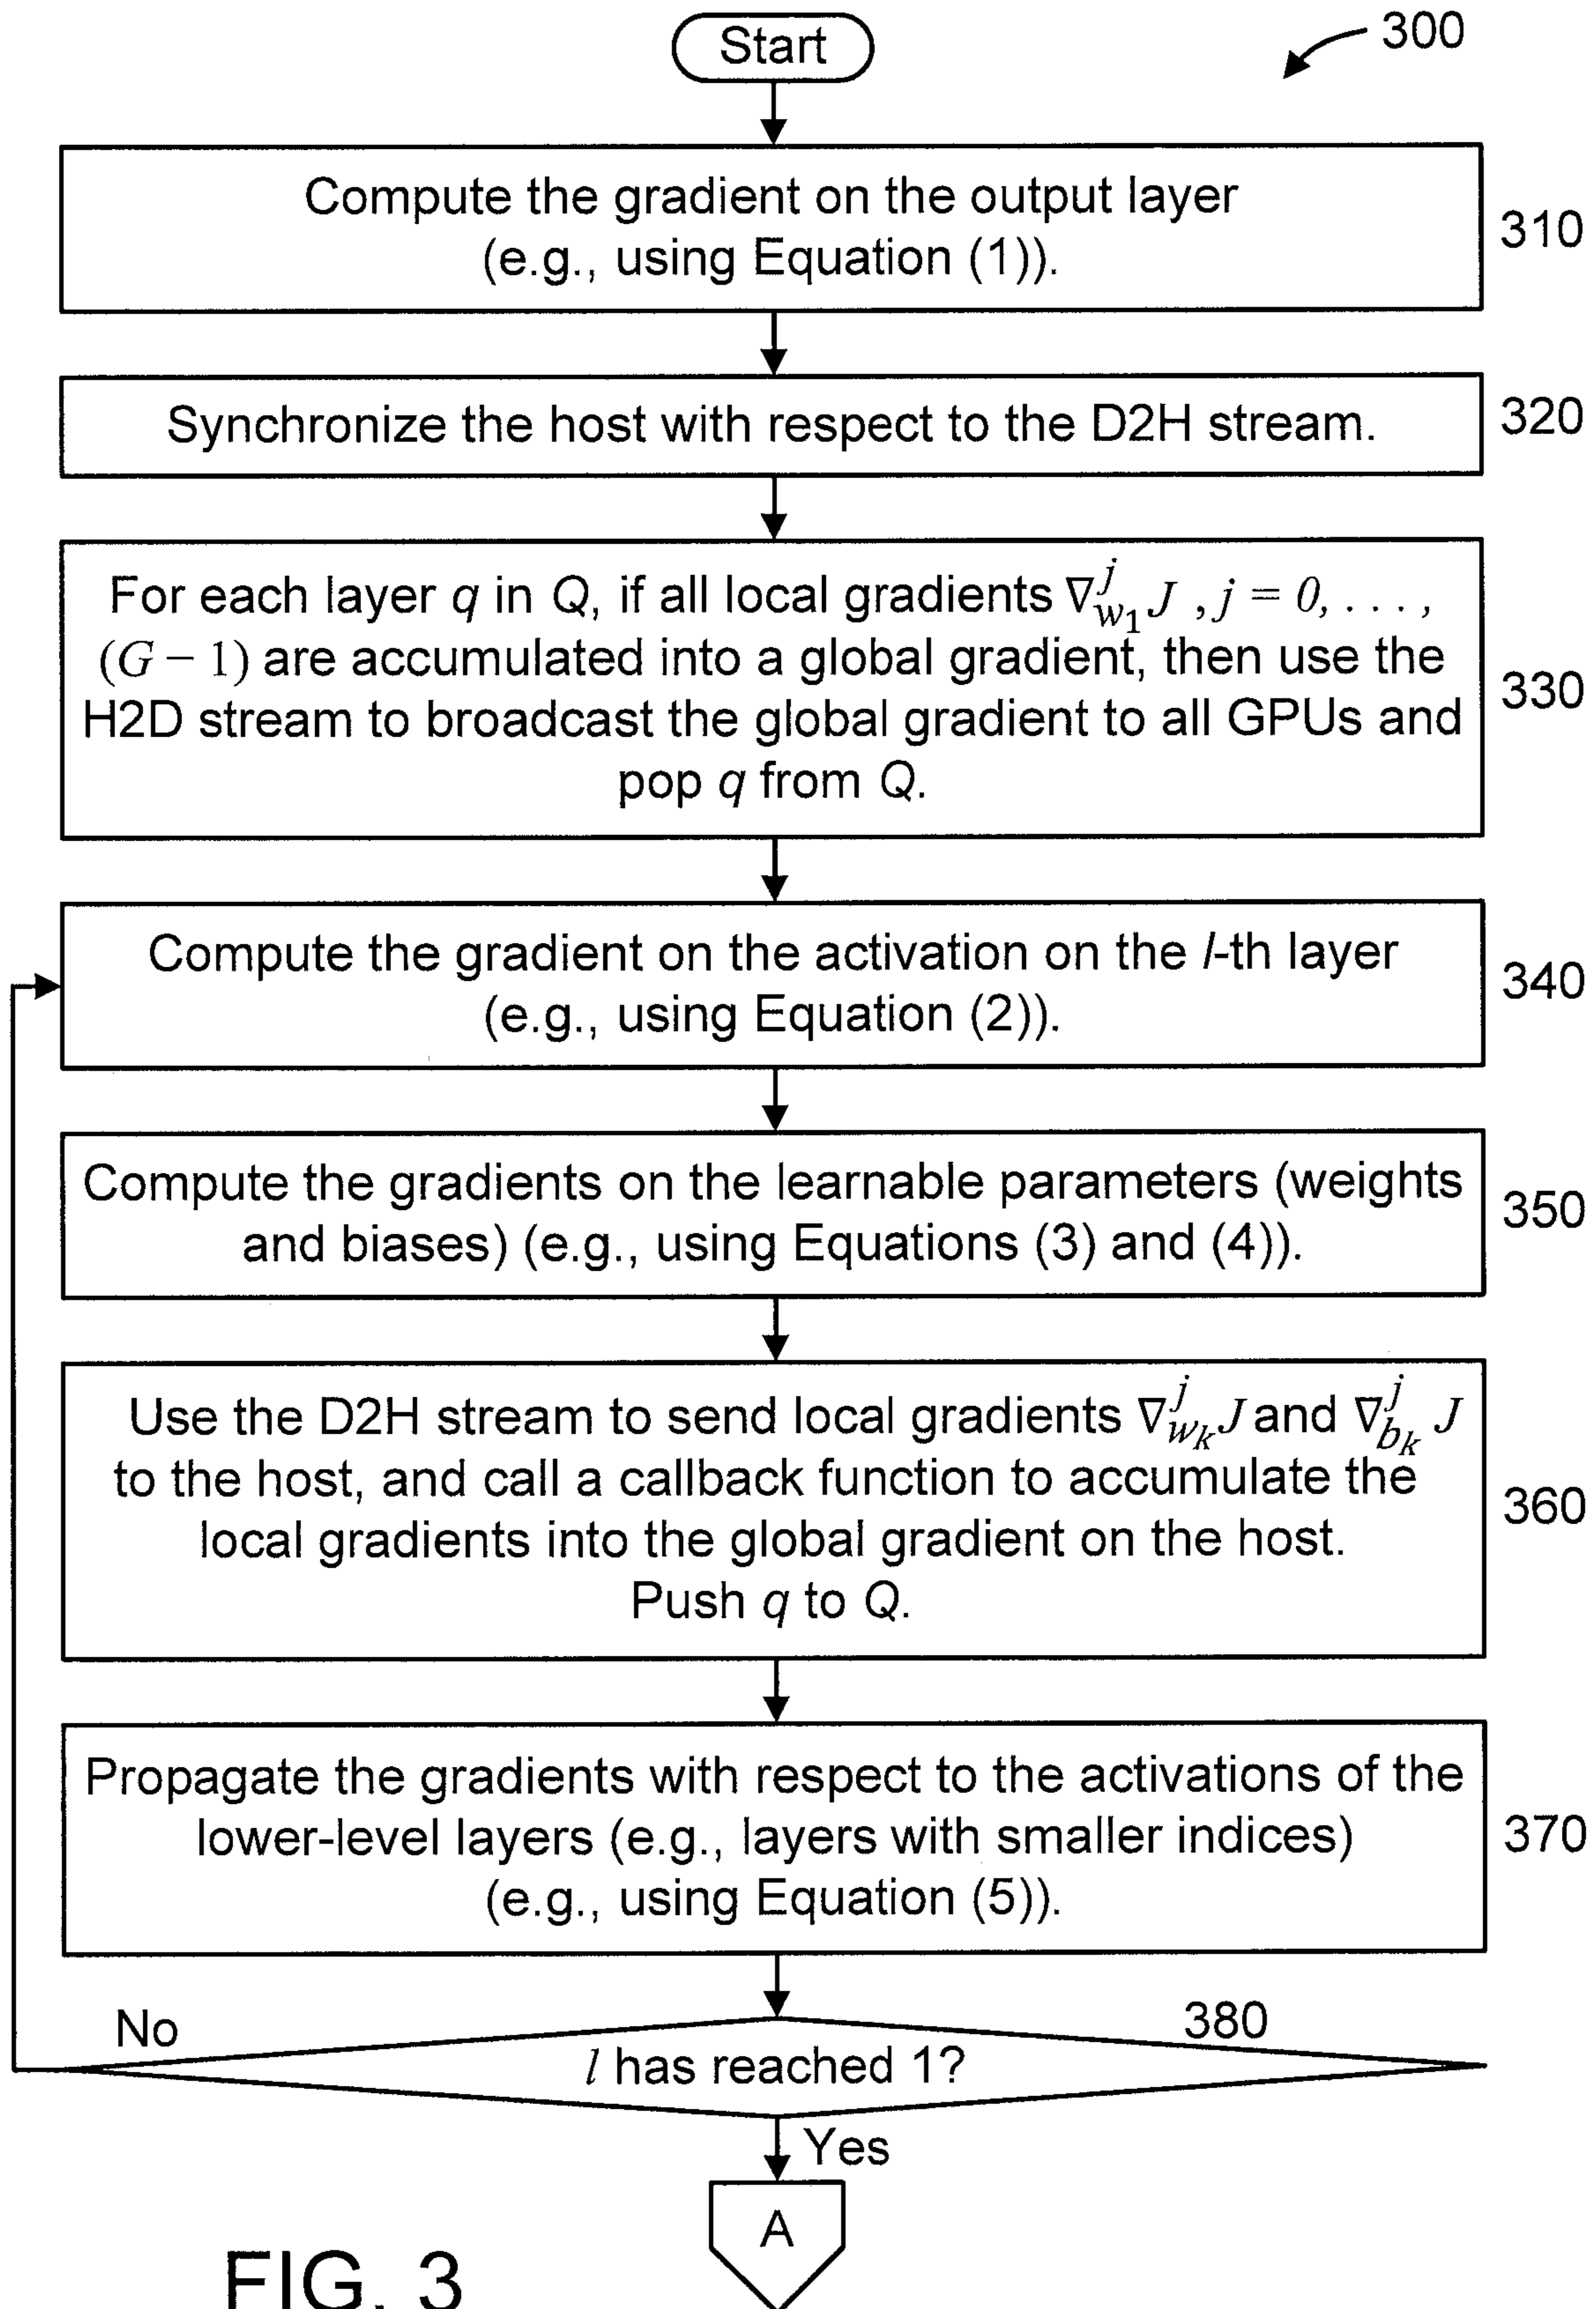 Start
300
Compute the gradient on the output layer
(e.g., using Equation (1)).
310
Synchronize the host with respect to the D2H stream.
320
For each layer q in Q, if all local gradients ∇^j_{w_1} J , j = 0, . . . ,
(G − 1) are accumulated into a global gradient, then use the
H2D stream to broadcast the global gradient to all GPUs and
pop q from Q.
330
Compute the gradient on the activation on the l-th layer
(e.g., using Equation (2)).
340
Compute the gradients on the learnable parameters (weights
and biases) (e.g., using Equations (3) and (4)).
350
Use the D2H stream to send local gradients ∇^j_{w_k} J and ∇^j_{b_k} J
to the host, and call a callback function to accumulate the
local gradients into the global gradient on the host.
Push q to Q.
360
Propagate the gradients with respect to the activations of the
lower-level layers (e.g., layers with smaller indices)
(e.g., using Equation (5)).
370
No
380
l has reached 1?
Yes
A
FIG. 3